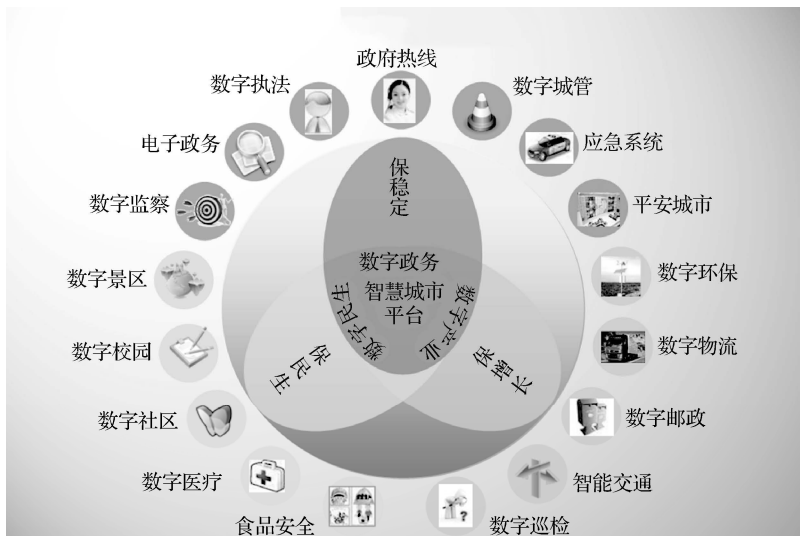 政府热线
数字执法
数字城管
电子政务
应急系统
数字监察
平安城市
数字景区
数字环保
数字校园
数字物流
数字社区
数字邮政
数字医疗
智能交通
食品安全
数字巡检
保稳定
数字政务
智慧城市
平台
数字民生
数字产业
保民生
保增长
?